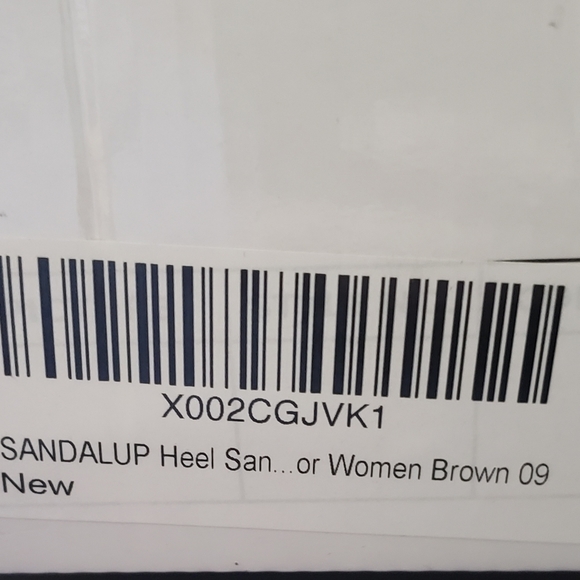 X002CGJVK1
SANDALUP Heel San...or Women Brown 09
New